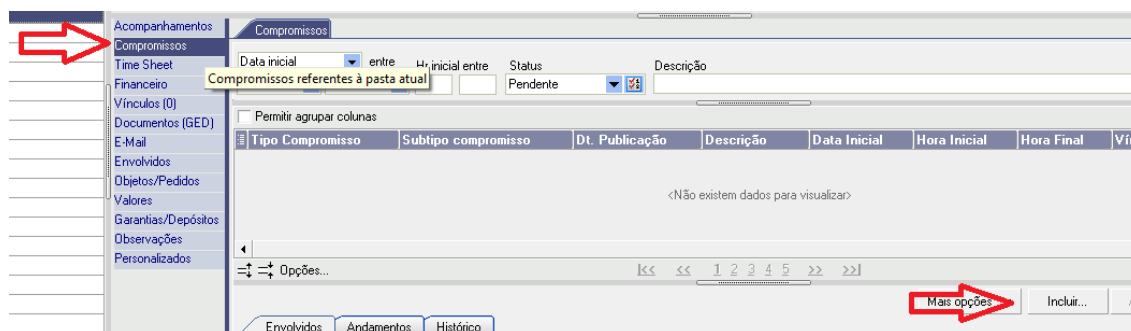 Acompanhamentos
Compromissos
Time Sheet
Financeiro
Vínculos (0)
Documentos (GED)
E-Mail
Envolvidos
Objetos/Pedidos
Valores
Garantias/Depósitos
Observações
Personalizados
Compromissos
Data inicial entre Hr.inicial entre Status Descrição
Compromissos referentes à pasta atual
Pendente
Permitir agrupar colunas
Tipo Compromisso Subtipo compromisso Dt. Publicação Descrição Data Inicial Hora Inicial Hora Final Ví
<Não existem dados para visualizar>
Opções... |<< << 1 2 3 4 5 >> >>|
Mais opções Incluir...
Envolvidos Andamentos Histórico